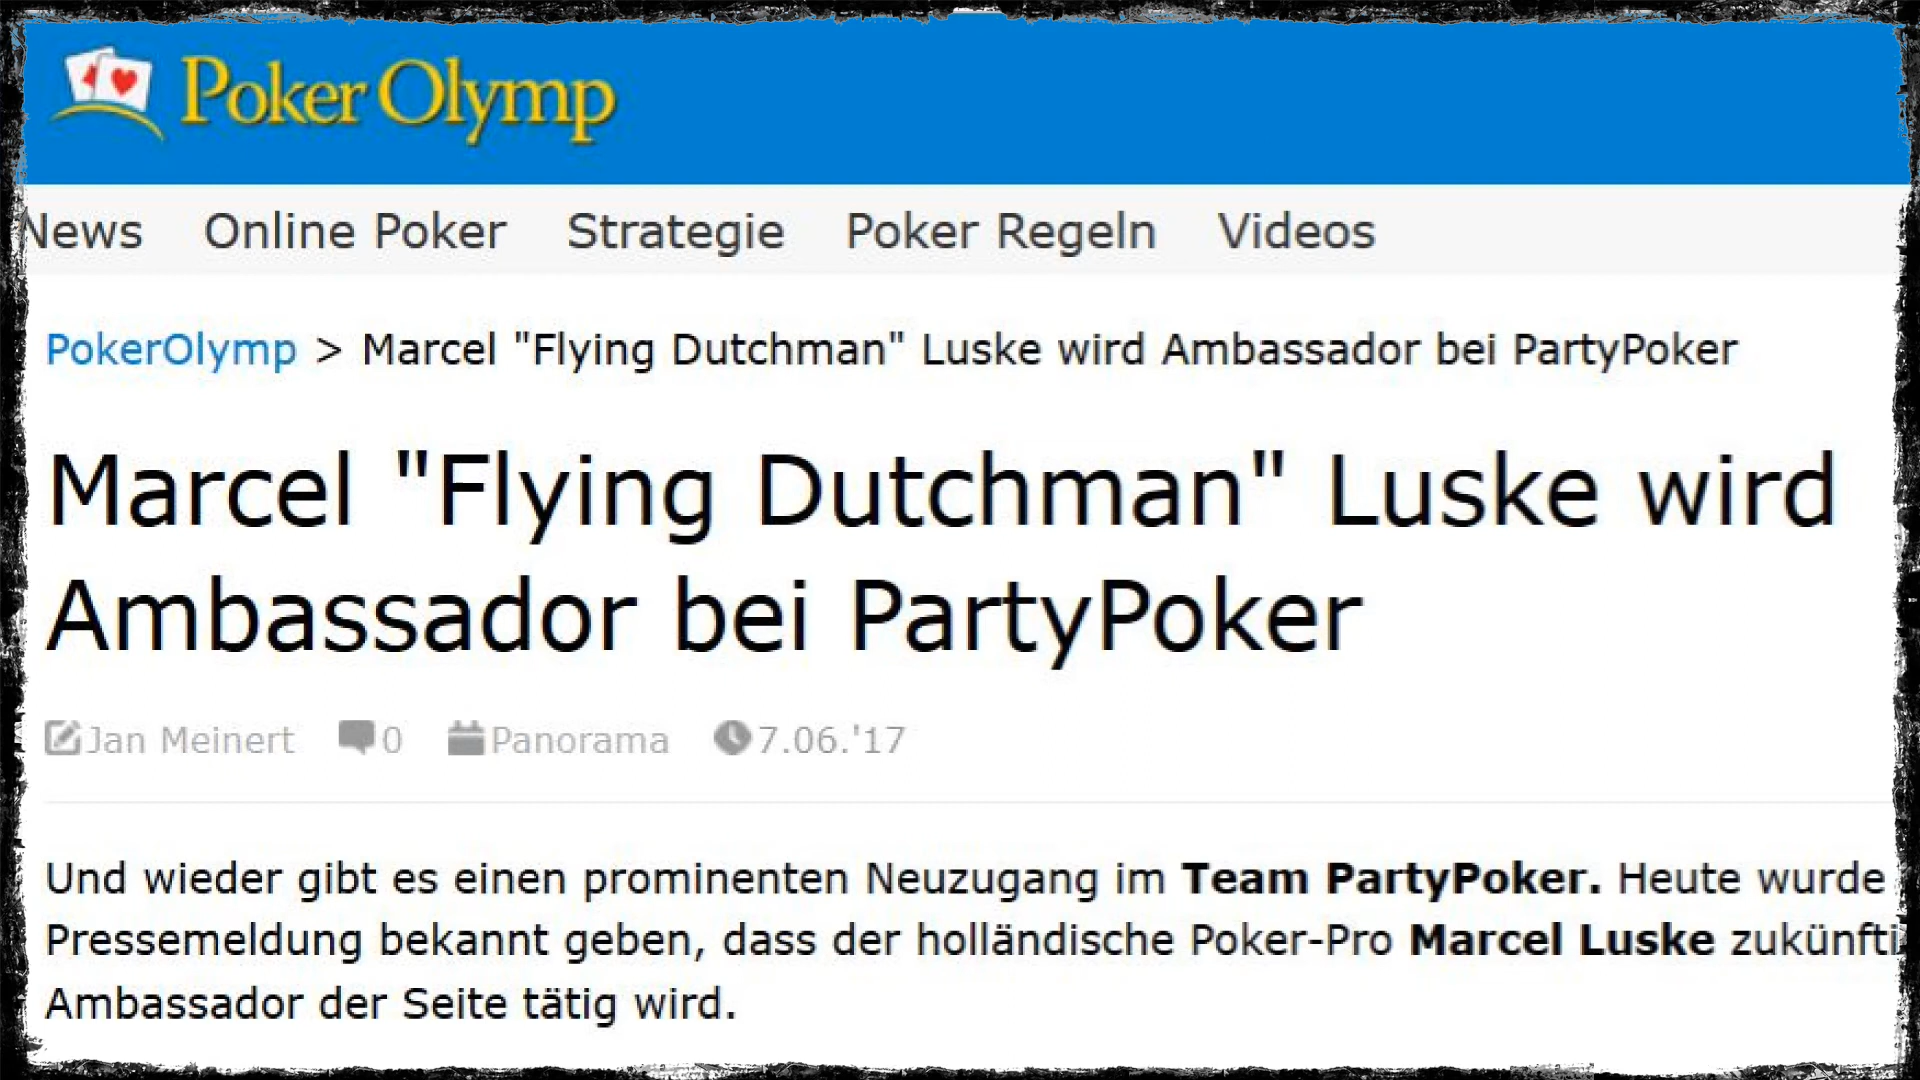 Poker Olymp
News Online Poker Strategie Poker Regeln Videos
PokerOlymp > Marcel "Flying Dutchman" Luske wird Ambassador bei PartyPoker
Marcel "Flying Dutchman" Luske wird
Ambassador bei PartyPoker
Jan Meinert 0 Panorama 7.06.'17
Und wieder gibt es einen prominenten Neuzugang im Team PartyPoker. Heute wurde
Pressemeldung bekannt geben, dass der holländische Poker-Pro Marcel Luske zukünfti
Ambassador der Seite tätig wird.